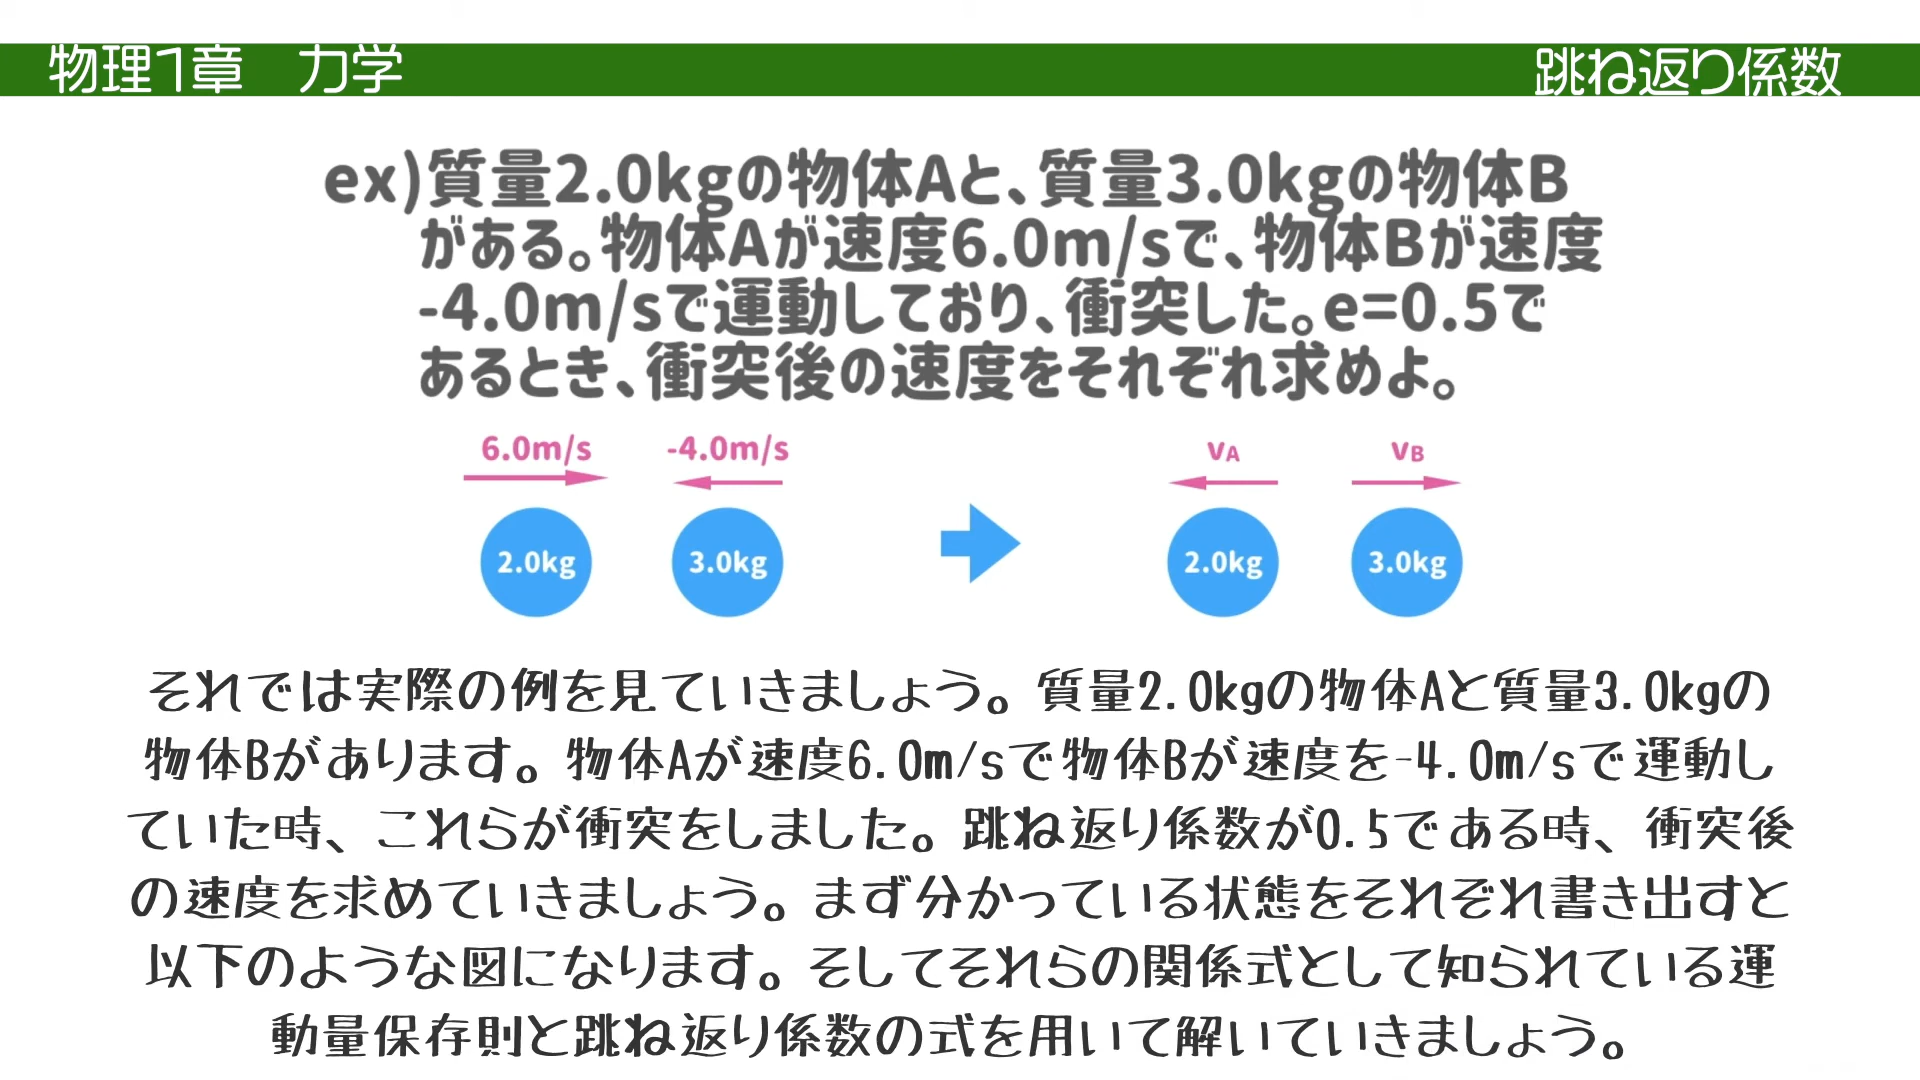 物理1章　力学
跳ね返り係数
ex)質量2.0kgの物体Aと、質量3.0kgの物体B
がある。物体Aが速度6.0m/sで、物体Bが速度
-4.0m/sで運動しており、衝突した。e=0.5で
あるとき、衝突後の速度をそれぞれ求めよ。
6.0m/s
-4.0m/s
vA
vB
2.0kg
3.0kg
2.0kg
3.0kg
それでは実際の例を見ていきましょう。質量2.0kgの物体Aと質量3.0kgの
物体Bがあります。物体Aが速度6.0m/sで物体Bが速度を-4.0m/sで運動し
ていた時、これらが衝突をしました。跳ね返り係数が0.5である時、衝突後
の速度を求めていきましょう。まず分かっている状態をそれぞれ書き出すと
以下のような図になります。そしてそれらの関係式として知られている運
動量保存則と跳ね返り係数の式を用いて解いていきましょう。